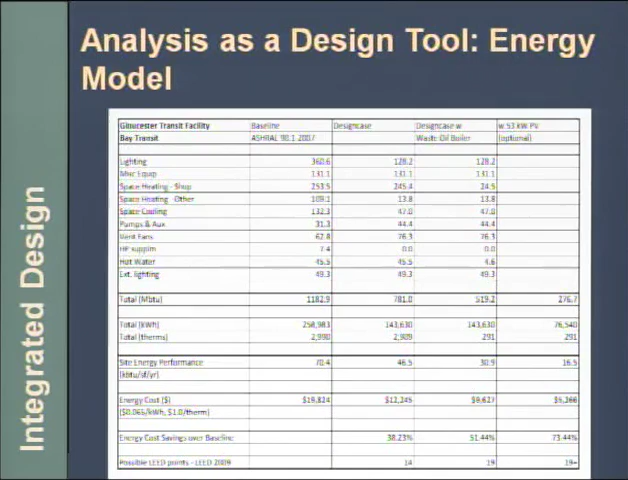 Analysis as a Design Tool: Energy
Model
Integrated Design
Gloucester Transit Facility Baseline Designcase Designcase w w 53 kW PV
Bay Transit ASHRAE 90.1 2007 Waste Oil Boiler (optional)
Lighting 360.6 128.2 128.2
Misc Equip 131.1 131.1 131.1
Space Heating - Shop 253.5 245.4 24.5
Space Heating Other 109.1 13.8 13.8
Space Cooling 132.3 47.0 47.0
Pumps & Aux 31.3 44.4 44.4
Vent Fans 62.8 76.3 76.3
HP supplm 7.4 0.0 0.0
Hot Water 45.5 45.5 4.6
Ext. lighting 49.3 49.3 49.3
Total (Mbtu) 1182.9 781.0 519.2 276.7
Total (kWh) 258,983 143,630 143,630 76,540
Total (therms) 2,990 2,909 291 291
Site Energy Performance 70.4 46.5 30.9 16.5
(kbtu/sf/yr)
Energy Cost ($) $19,824 $12,245 $9,627 $5,266
($0.065/kWh, $1.0/therm)
Energy Cost Savings over Baseline 38.23% 51.44% 73.44%
Possible LEED points - LEED 2009 14 19 19+